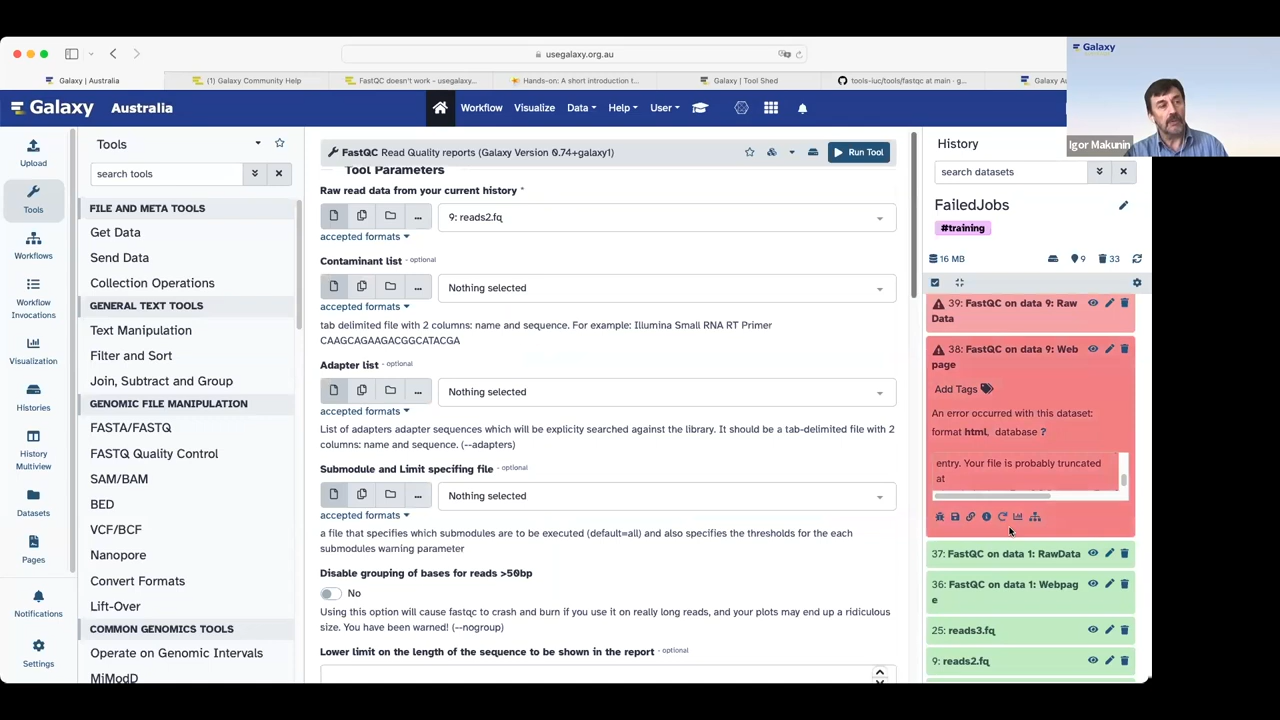 Galaxy
usegalaxy.org.au
Galaxy | Australia
(1) Galaxy Community Help
FastQC doesn't work - usegalaxy...
Hands-on: A short introduction t...
Galaxy | Tool Shed
tools-iuc/tools/fastqc at main · g...
Galaxy Au
Galaxy Australia
Workflow
Visualize
Data
Help
User
Igor Makunin
Upload
Tools
Workflows
Workflow
Invocations
Visualization
Histories
History
Multiview
Datasets
Pages
Notifications
Settings
Tools
search tools
FILE AND META TOOLS
Get Data
Send Data
Collection Operations
GENERAL TEXT TOOLS
Text Manipulation
Filter and Sort
Join, Subtract and Group
GENOMIC FILE MANIPULATION
FASTA/FASTQ
FASTQ Quality Control
SAM/BAM
BED
VCF/BCF
Nanopore
Convert Formats
Lift-Over
COMMON GENOMICS TOOLS
Operate on Genomic Intervals
MiModD
FastQC Read Quality reports (Galaxy Version 0.74+galaxy1)
Run Tool
Tool Parameters
Raw read data from your current history *
...
9: reads2.fq
accepted formats
Contaminant list - optional
...
Nothing selected
accepted formats
tab delimited file with 2 columns: name and sequence. For example: Illumina Small RNA RT Primer
CAAGCAGAAGACGGCATACGA
Adapter list - optional
...
Nothing selected
accepted formats
List of adapters adapter sequences which will be explicity searched against the library. It should be a tab-delimited file with 2
columns: name and sequence. (--adapters)
Submodule and Limit specifing file - optional
...
Nothing selected
accepted formats
a file that specifies which submodules are to be executed (default=all) and also specifies the thresholds for the each
submodules warning parameter
Disable grouping of bases for reads >50bp
No
Using this option will cause fastqc to crash and burn if you use it on really long reads, and your plots may end up a ridiculous
size. You have been warned! (--nogroup)
Lower limit on the length of the sequence to be shown in the report - optional
History
search datasets
FailedJobs
#training
16 MB
9
33
39: FastQC on data 9: Raw
Data
38: FastQC on data 9: Web
page
Add Tags
An error occurred with this dataset:
format html, database ?
entry. Your file is probably truncated
at
37: FastQC on data 1: RawData
36: FastQC on data 1: Webpag
e
25: reads3.fq
9: reads2.fq